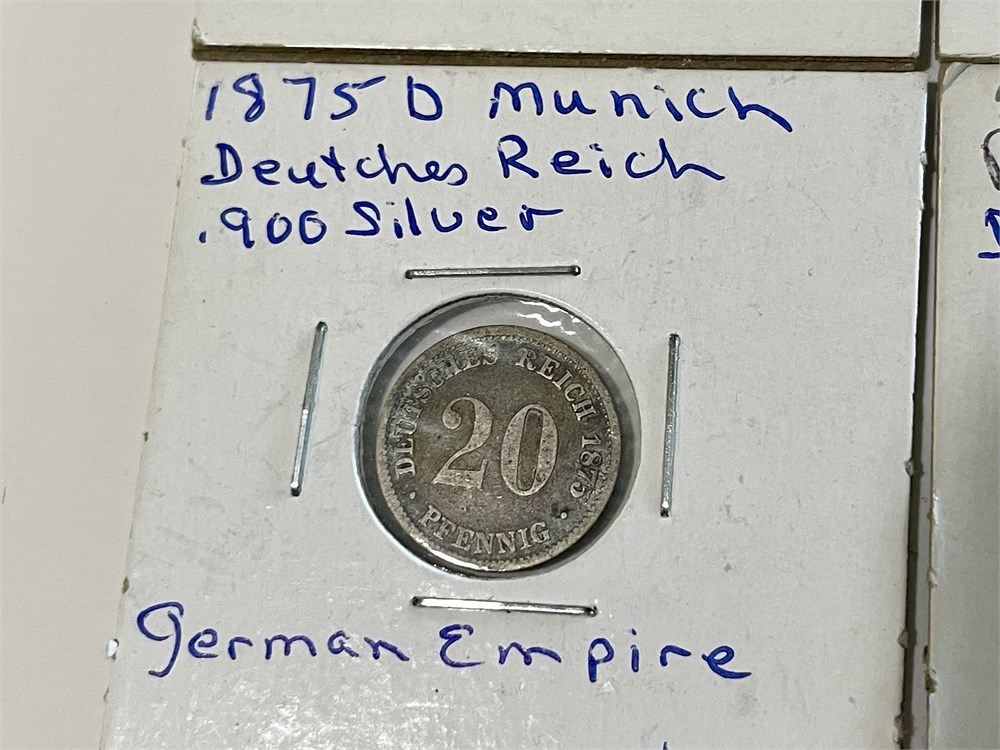 1875 D Munich
Deutches Reich
.900 Silver
DEUTSCHES REICH 1875
20
PFENNIG
German Empire